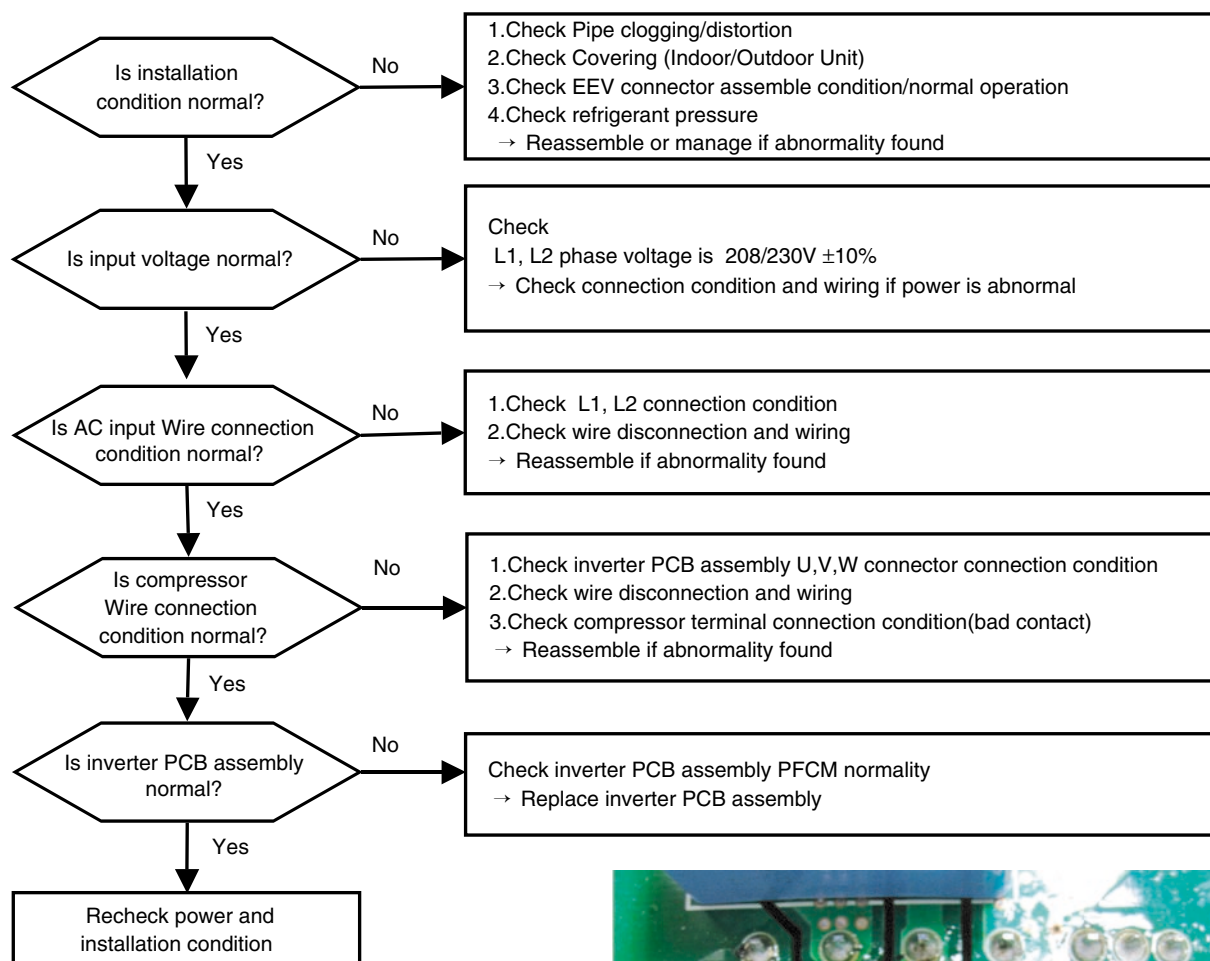 Is installation
condition normal?
No
1.Check Pipe clogging/distortion
2.Check Covering (Indoor/Outdoor Unit)
3.Check EEV connector assemble condition/normal operation
4.Check refrigerant pressure
→ Reassemble or manage if abnormality found
Yes
Is input voltage normal?
No
Check
L1, L2 phase voltage is 208/230V ±10%
→ Check connection condition and wiring if power is abnormal
Yes
Is AC input Wire connection
condition normal?
No
1.Check L1, L2 connection condition
2.Check wire disconnection and wiring
→ Reassemble if abnormality found
Yes
Is compressor
Wire connection
condition normal?
No
1.Check inverter PCB assembly U,V,W connector connection condition
2.Check wire disconnection and wiring
3.Check compressor terminal connection condition(bad contact)
→ Reassemble if abnormality found
Yes
Is inverter PCB assembly
normal?
No
Check inverter PCB assembly PFCM normality
→ Replace inverter PCB assembly
Yes
Recheck power and
installation condition